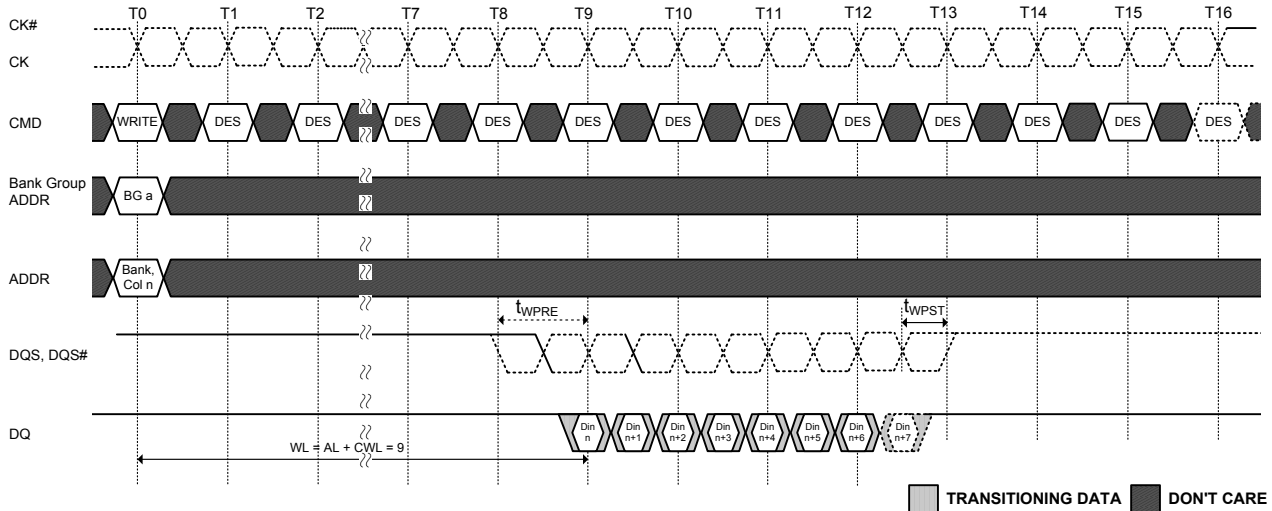 T0 T1 T2 T7 T8 T9 T10 T11 T12 T13 T14 T15 T16
CK#
CK
CMD WRITE DES DES DES DES DES DES DES DES DES DES DES DES
Bank Group
ADDR
BG a
ADDR
Bank,
Col n
tWPRE
tWPST
DQS, DQS#
DQ
Din Din Din Din Din Din Din Din
n n+1 n+2 n+3 n+4 n+5 n+6 n+7
WL = AL + CWL = 9
TRANSITIONING DATA DON'T CARE